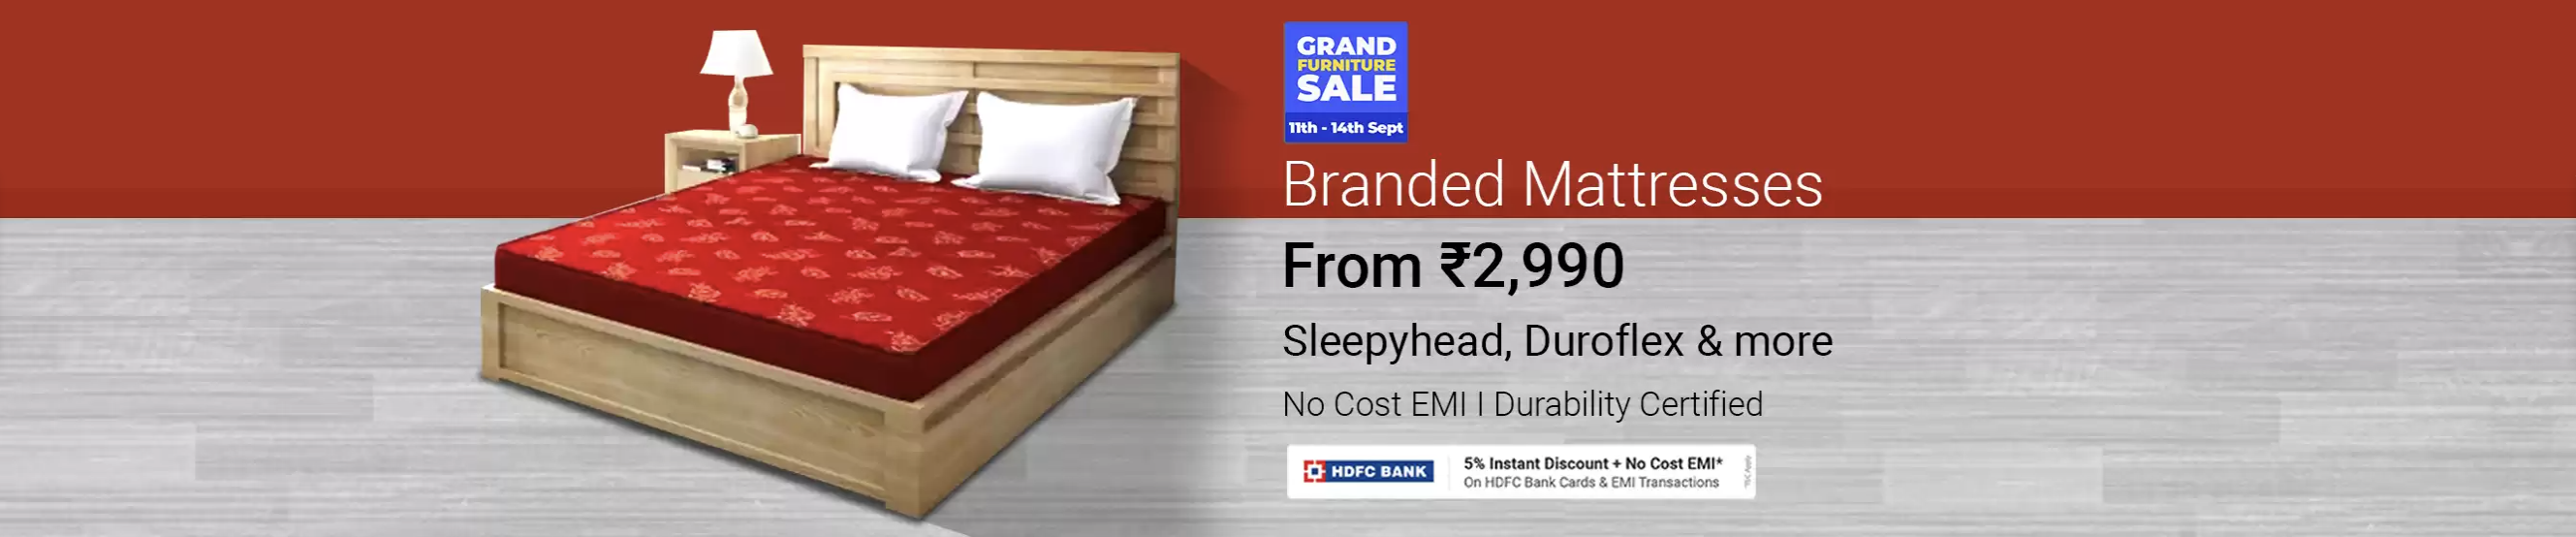 GRAND
FURNITURE
SALE
11th - 14th Sept
Branded Mattresses
From ₹2,990
Sleepyhead, Duroflex & more
No Cost EMI I Durability Certified
HDFC BANK
5% Instant Discount + No Cost EMI*
On HDFC Bank Cards & EMI Transactions